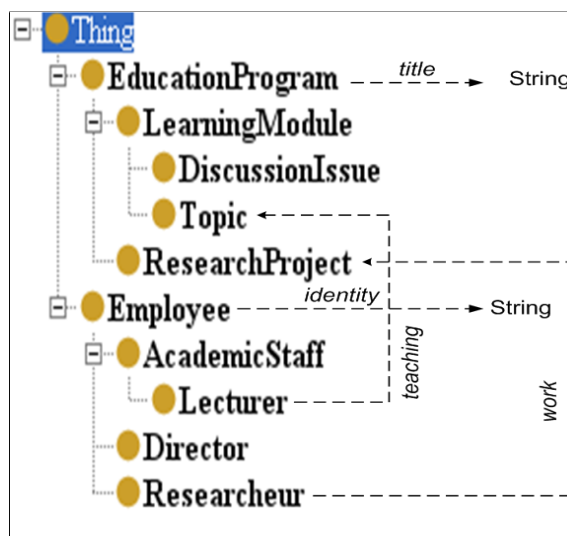 Thing
EducationProgram title String
LearningModule
DiscussionIssue
Topic
ResearchProject
Employee identity String
AcademicStaff
teaching
Lecturer
work
Director
Researcheur